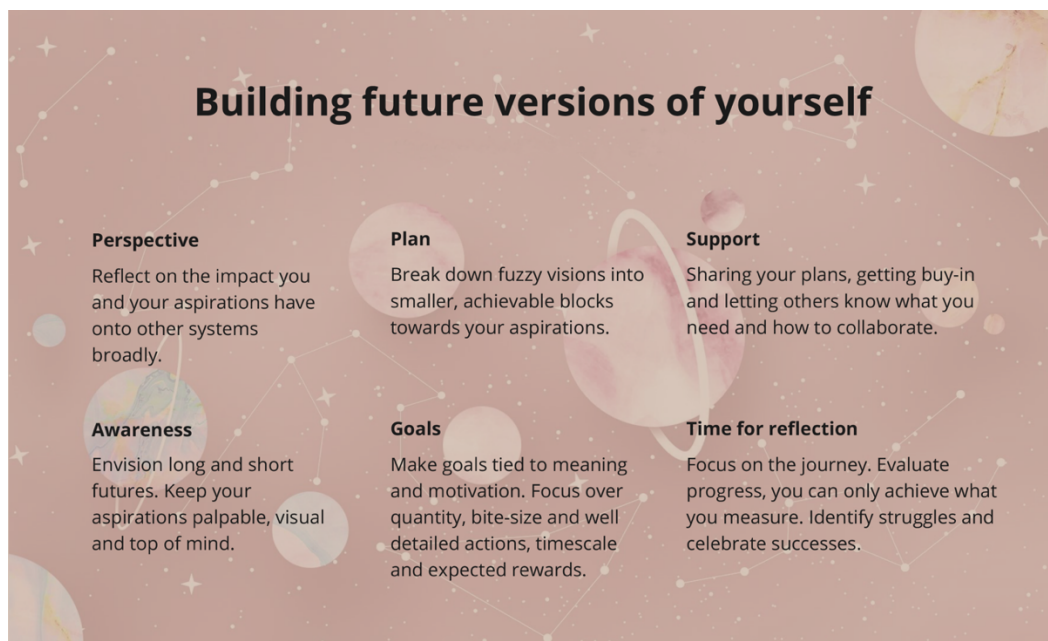 Building future versions of yourself
Perspective
Reflect on the impact you
and your aspirations have
onto other systems
broadly.
Plan
Break down fuzzy visions into
smaller, achievable blocks
towards your aspirations.
Support
Sharing your plans, getting buy-in
and letting others know what you
need and how to collaborate.
Awareness
Envision long and short
futures. Keep your
aspirations palpable, visual
and top of mind.
Goals
Make goals tied to meaning
and motivation. Focus over
quantity, bite-size and well
detailed actions, timescale
and expected rewards.
Time for reflection
Focus on the journey. Evaluate
progress, you can only achieve what
you measure. Identify struggles and
celebrate successes.